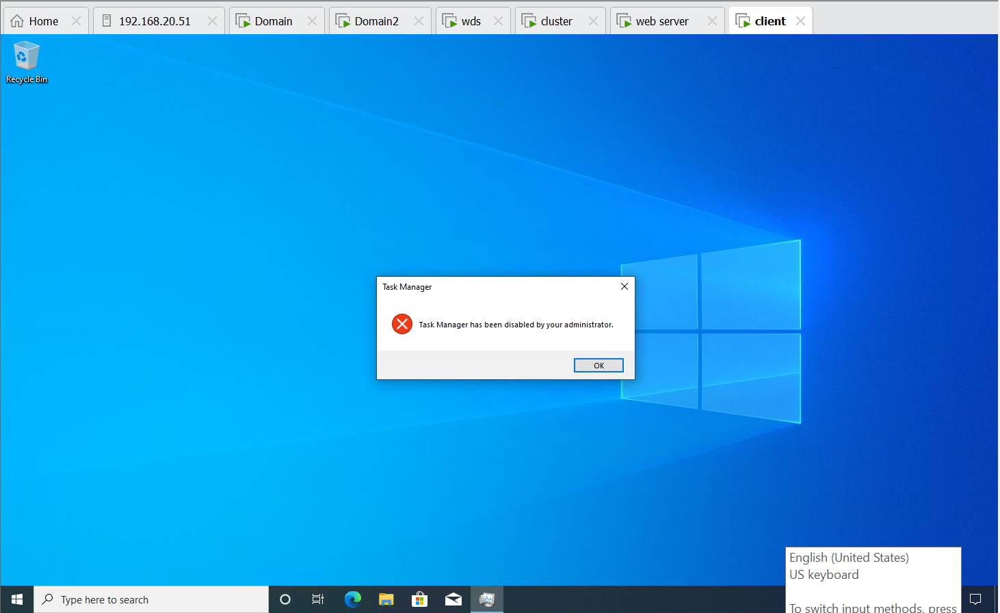 Home
192.168.20.51
Domain
Domain2
wds
cluster
web server
client
Recycle Bin
Task Manager
Task Manager has been disabled by your administrator.
OK
English (United States)
US keyboard
To switch input methods, press
Type here to search